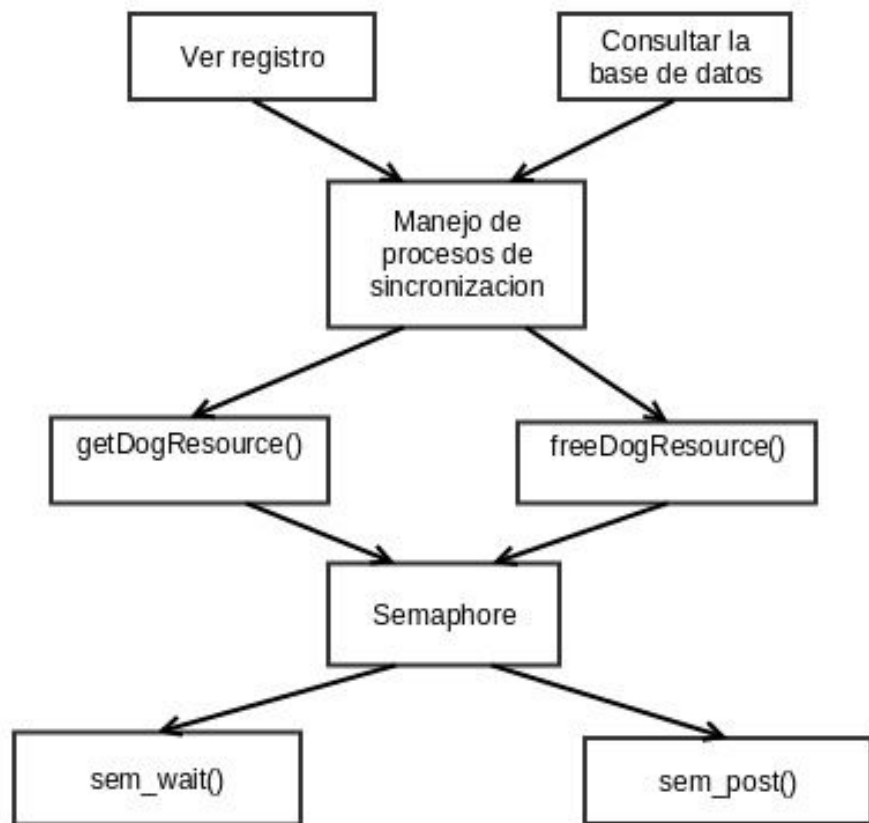 Ver registro
Consultar la
base de datos
Manejo de
procesos de
sincronizacion
getDogResource()
freeDogResource()
Semaphore
sem_wait()
sem_post()